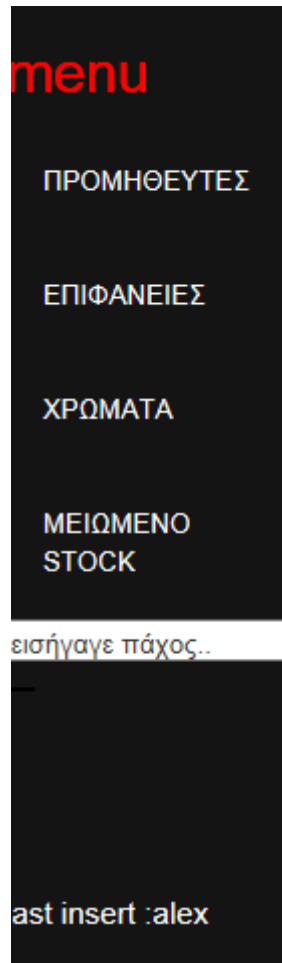 menu
ΠΡΟΜΗΘΕΥΤΕΣ
ΕΠΙΦΑΝΕΙΕΣ
ΧΡΩΜΑΤΑ
ΜΕΙΩΜΕΝΟ
STOCK
εισήγαγε πάχος..
ast insert :alex